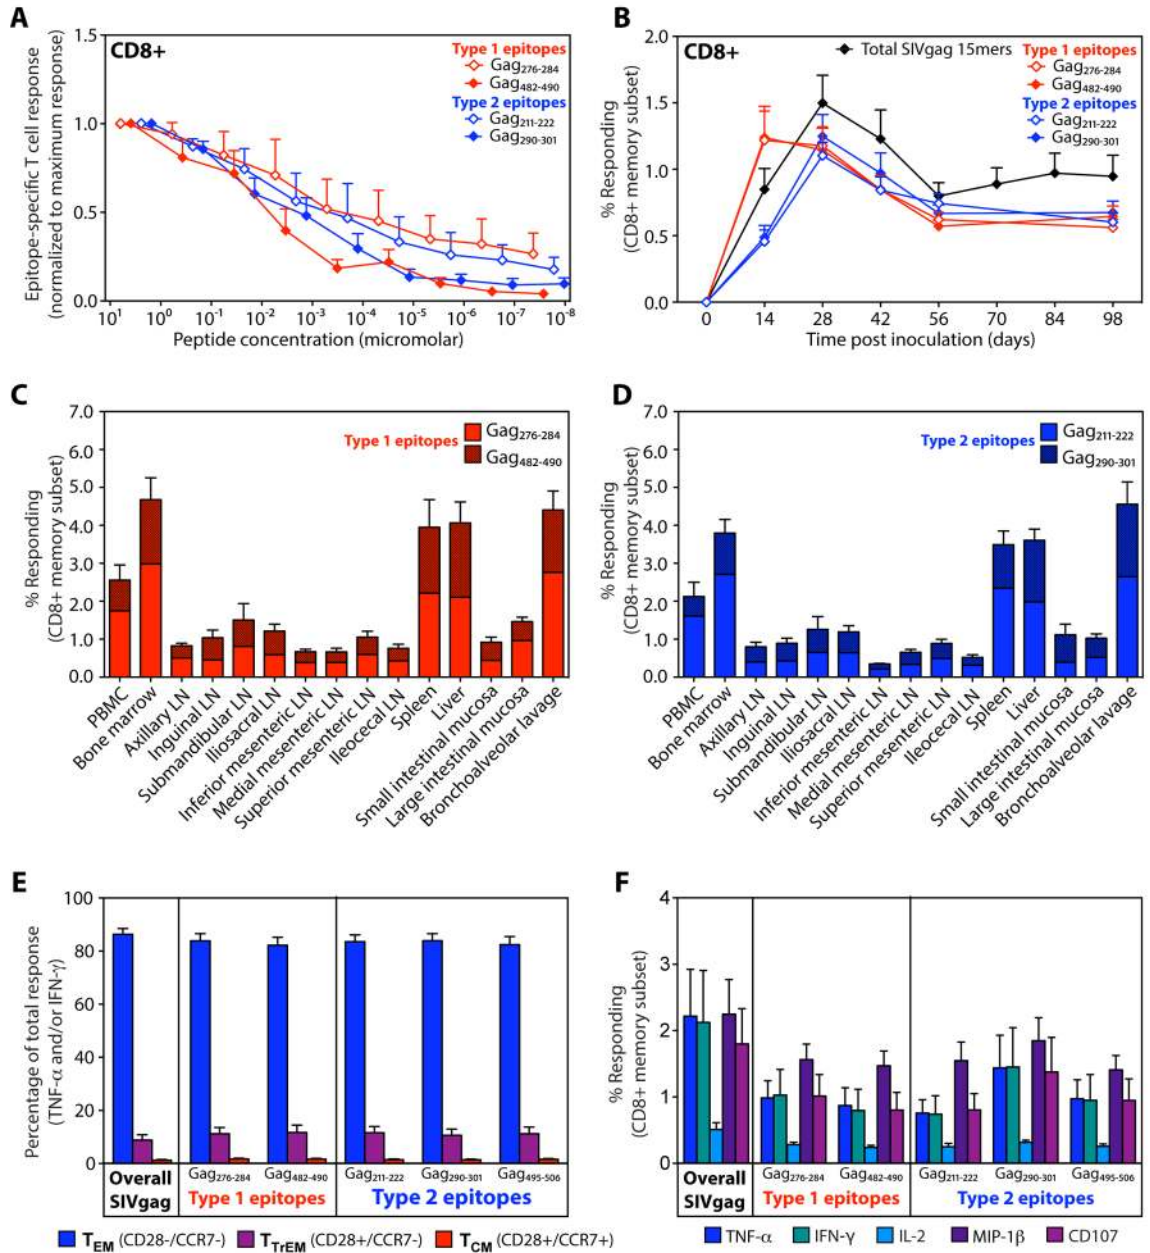 A
CD8+
Type 1 epitopes
Gag276-284
Gag482-490
Type 2 epitopes
Gag211-222
Gag290-301
Epitope-specific T cell response
(normalized to maximum response)
1.5
1.0
0.5
0.0
10^1 10^0 10^-1 10^-2 10^-3 10^-4 10^-5 10^-6 10^-7 10^-8
Peptide concentration (micromolar)
B
CD8+
Total SIVgag 15mers
Type 1 epitopes
Gag276-284
Gag482-490
Type 2 epitopes
Gag211-222
Gag290-301
% Responding
(CD8+ memory subset)
2.0
1.5
1.0
0.5
0.0
0 14 28 42 56 70 84 98
Time post inoculation (days)
C
Type 1 epitopes
Gag276-284
Gag482-490
% Responding
(CD8+ memory subset)
7.0
6.0
5.0
4.0
3.0
2.0
1.0
0.0
PBMC
Bone marrow
Axillary LN
Inguinal LN
Submandibular LN
Iliosacral LN
Inferior mesenteric LN
Medial mesenteric LN
Superior mesenteric LN
Ileocecal LN
Spleen
Liver
Small intestinal mucosa
Large intestinal mucosa
Bronchoalveolar lavage
D
Type 2 epitopes
Gag211-222
Gag290-301
% Responding
(CD8+ memory subset)
7.0
6.0
5.0
4.0
3.0
2.0
1.0
0.0
PBMC
Bone marrow
Axillary LN
Inguinal LN
Submandibular LN
Iliosacral LN
Inferior mesenteric LN
Medial mesenteric LN
Superior mesenteric LN
Ileocecal LN
Spleen
Liver
Small intestinal mucosa
Large intestinal mucosa
Bronchoalveolar lavage
E
Percentage of total response
(TNF-α and/or IFN-γ)
100
80
60
40
20
0
Overall
SIVgag
Gag276-284 Gag482-490
Type 1 epitopes
Gag211-222 Gag290-301 Gag495-506
Type 2 epitopes
TEM (CD28-/CCR7-) TTrEM (CD28+/CCR7-) TCM (CD28+/CCR7+)
F
% Responding
(CD8+ memory subset)
4
3
2
1
0
Overall
SIVgag
Gag276-284 Gag482-490
Type 1 epitopes
Gag211-222 Gag290-301 Gag495-506
Type 2 epitopes
TNF-α IFN-γ IL-2 MIP-1β CD107